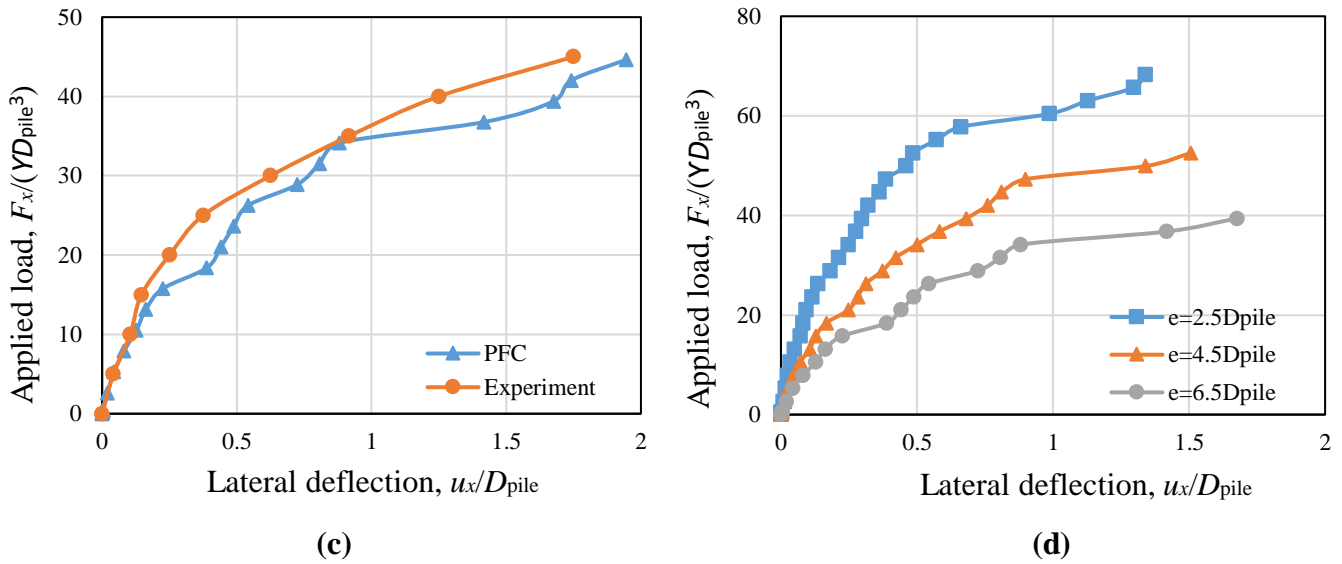 50
40
30
20
10
0
Applied load, Fx/(YDpile³)
PFC
Experiment
0 0.5 1 1.5 2
Lateral deflection, ux/Dpile
(c)
80
60
40
20
0
Applied load, Fx/(YDpile³)
e=2.5Dpile
e=4.5Dpile
e=6.5Dpile
0 0.5 1 1.5 2
Lateral deflection, ux/Dpile
(d)